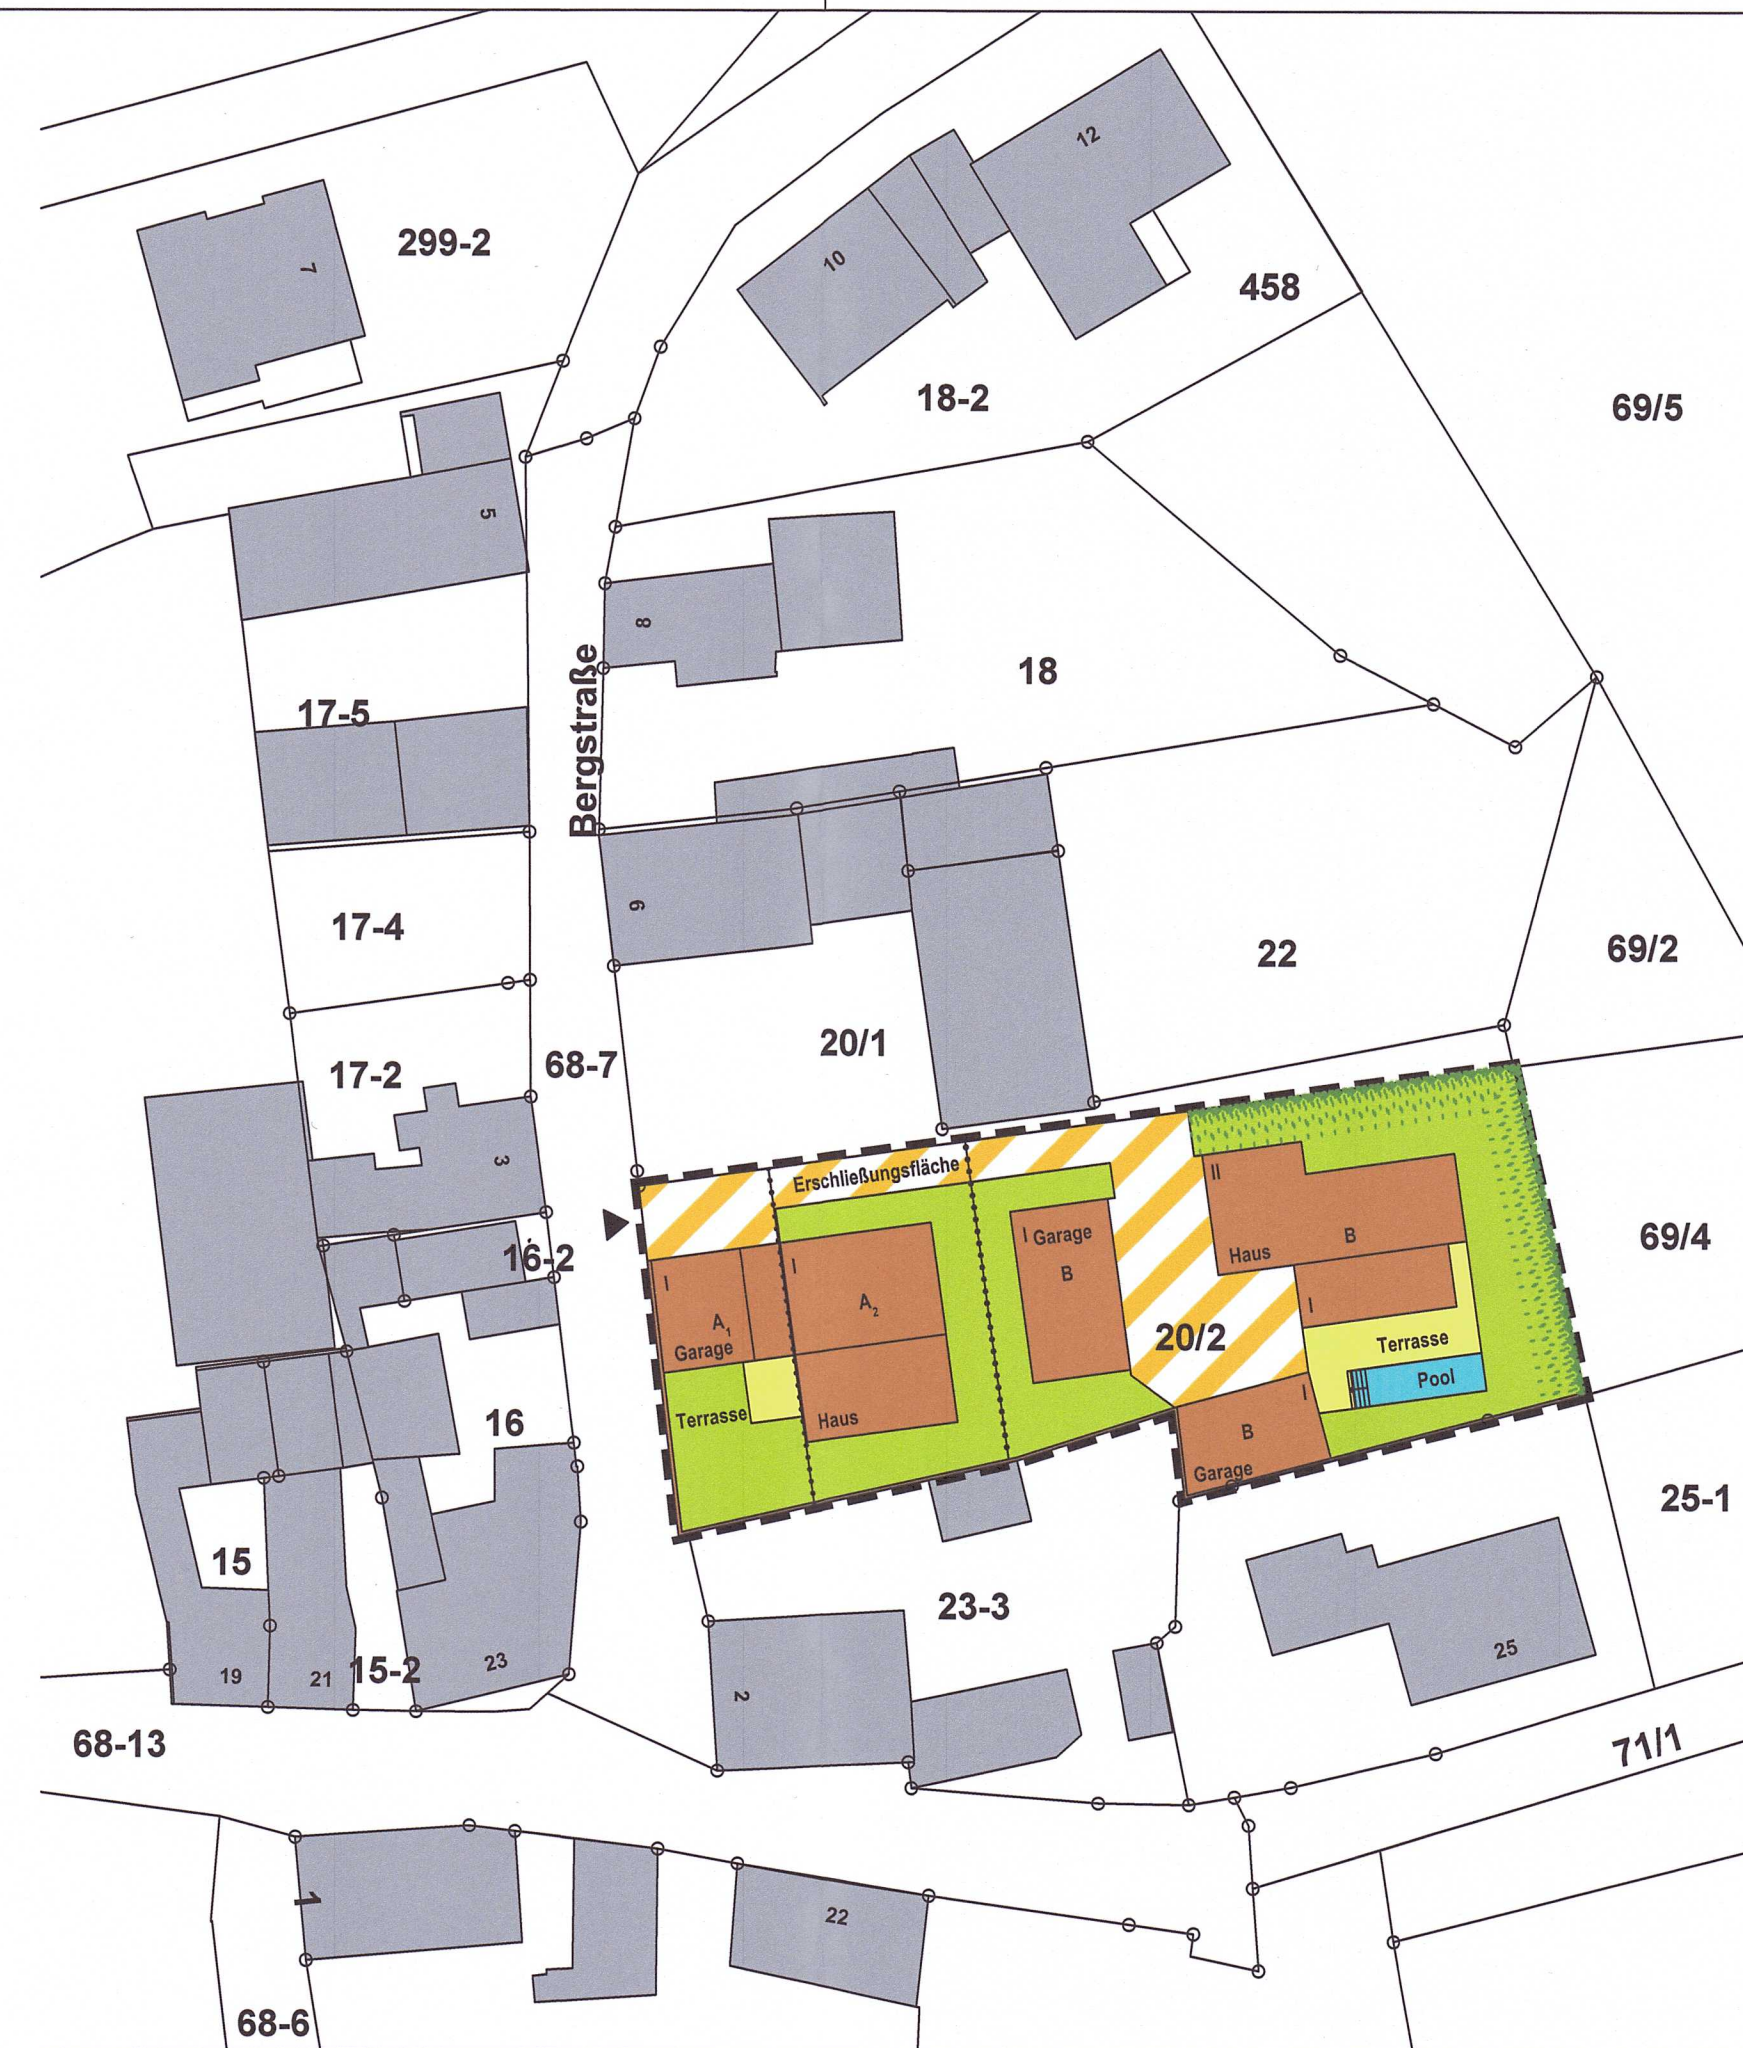 12
299-2
7
10
458
18-2
69/5
5
8
18
17-5
Bergstraße
6
17-4
22
69/2
20/1
17-2
68-7
3
Erschließungsfläche
II
I Garage
B
Haus
B
69/4
16-2
I
I
A2
B
A1
Garage
I
20/2
Terrasse
Pool
Terrasse
Haus
I
B
Garage
16
25-1
15
23-3
19
21
15-2
23
2
25
68-13
71/1
1
22
68-6